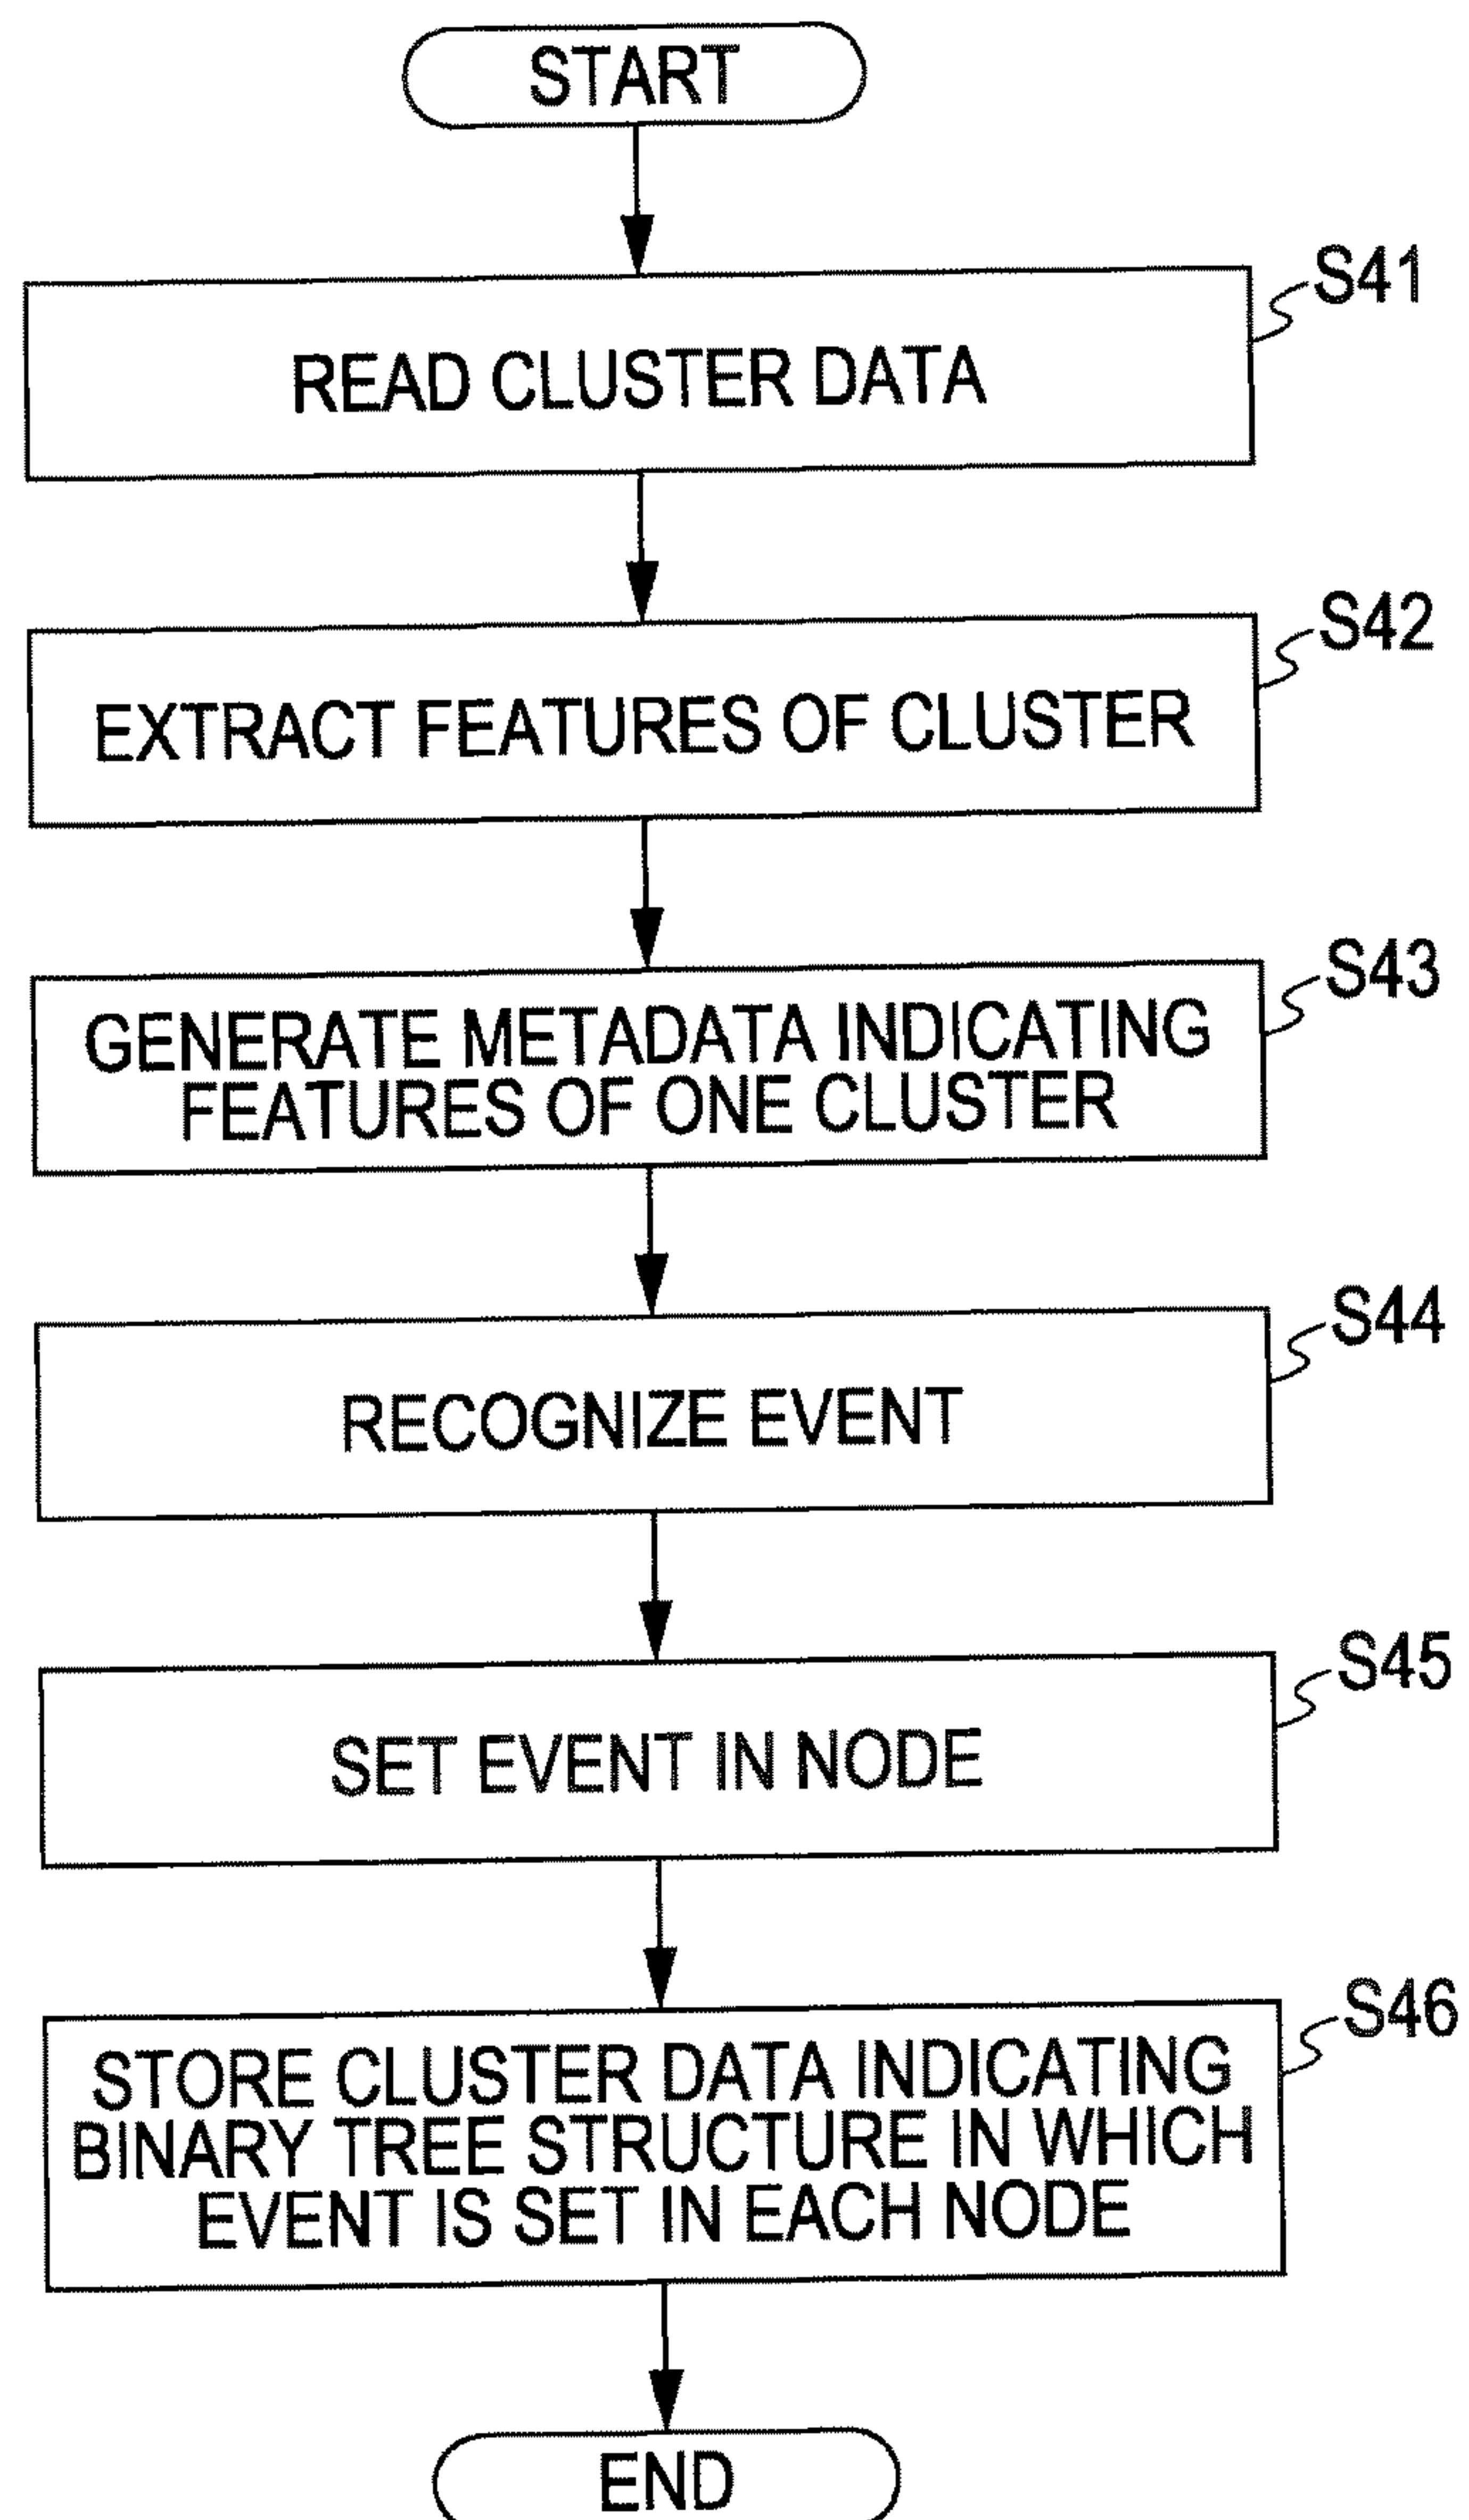 START
S41
READ CLUSTER DATA
S42
EXTRACT FEATURES OF CLUSTER
S43
GENERATE METADATA INDICATING
FEATURES OF ONE CLUSTER
S44
RECOGNIZE EVENT
S45
SET EVENT IN NODE
S46
STORE CLUSTER DATA INDICATING
BINARY TREE STRUCTURE IN WHICH
EVENT IS SET IN EACH NODE
END